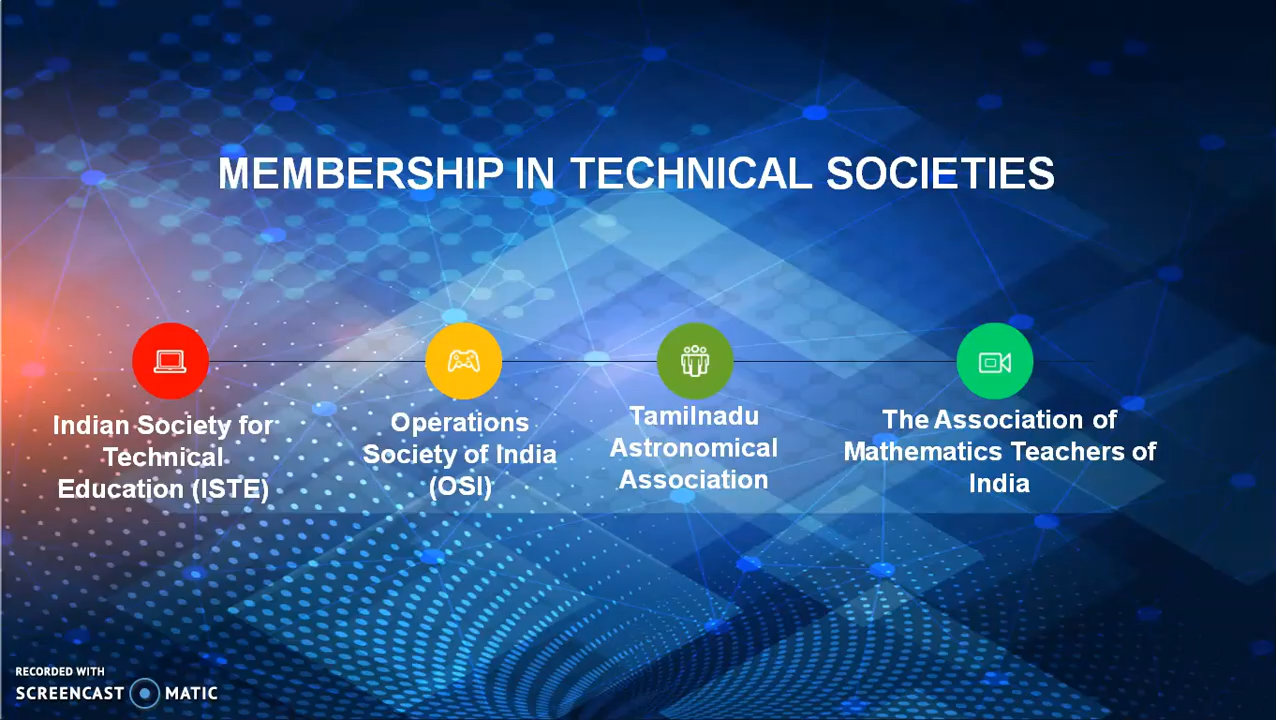 MEMBERSHIP IN TECHNICAL SOCIETIES
Indian Society for
Technical
Education (ISTE)
Operations
Society of India
(OSI)
Tamilnadu
Astronomical
Association
The Association of
Mathematics Teachers of
India
RECORDED WITH
SCREENCAST MATIC